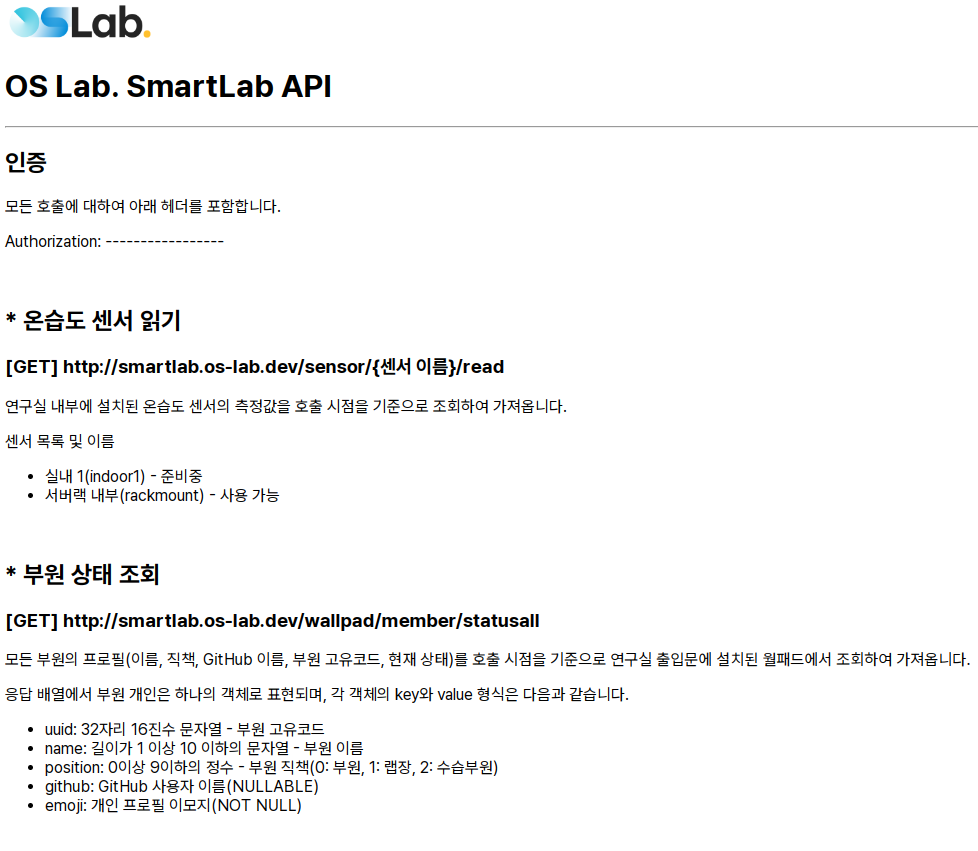 OSLab.
OS Lab. SmartLab API
인증
모든 호출에 대하여 아래 헤더를 포함합니다.
Authorization: -----------------
* 온습도 센서 읽기
[GET] http://smartlab.os-lab.dev/sensor/{센서 이름}/read
연구실 내부에 설치된 온습도 센서의 측정값을 호출 시점을 기준으로 조회하여 가져옵니다.
센서 목록 및 이름
• 실내 1(indoor1) - 준비중
• 서버랙 내부(rackmount) - 사용 가능
* 부원 상태 조회
[GET] http://smartlab.os-lab.dev/wallpad/member/statusall
모든 부원의 프로필(이름, 직책, GitHub 이름, 부원 고유코드, 현재 상태)를 호출 시점을 기준으로 연구실 출입문에 설치된 월패드에서 조회하여 가져옵니다.
응답 배열에서 부원 개인은 하나의 객체로 표현되며, 각 객체의 key와 value 형식은 다음과 같습니다.
• uuid: 32자리 16진수 문자열 - 부원 고유코드
• name: 길이가 1 이상 10 이하의 문자열 - 부원 이름
• position: 0이상 9이하의 정수 - 부원 직책(0: 부원, 1: 랩장, 2: 수습부원)
• github: GitHub 사용자 이름(NULLABLE)
• emoji: 개인 프로필 이모지(NOT NULL)